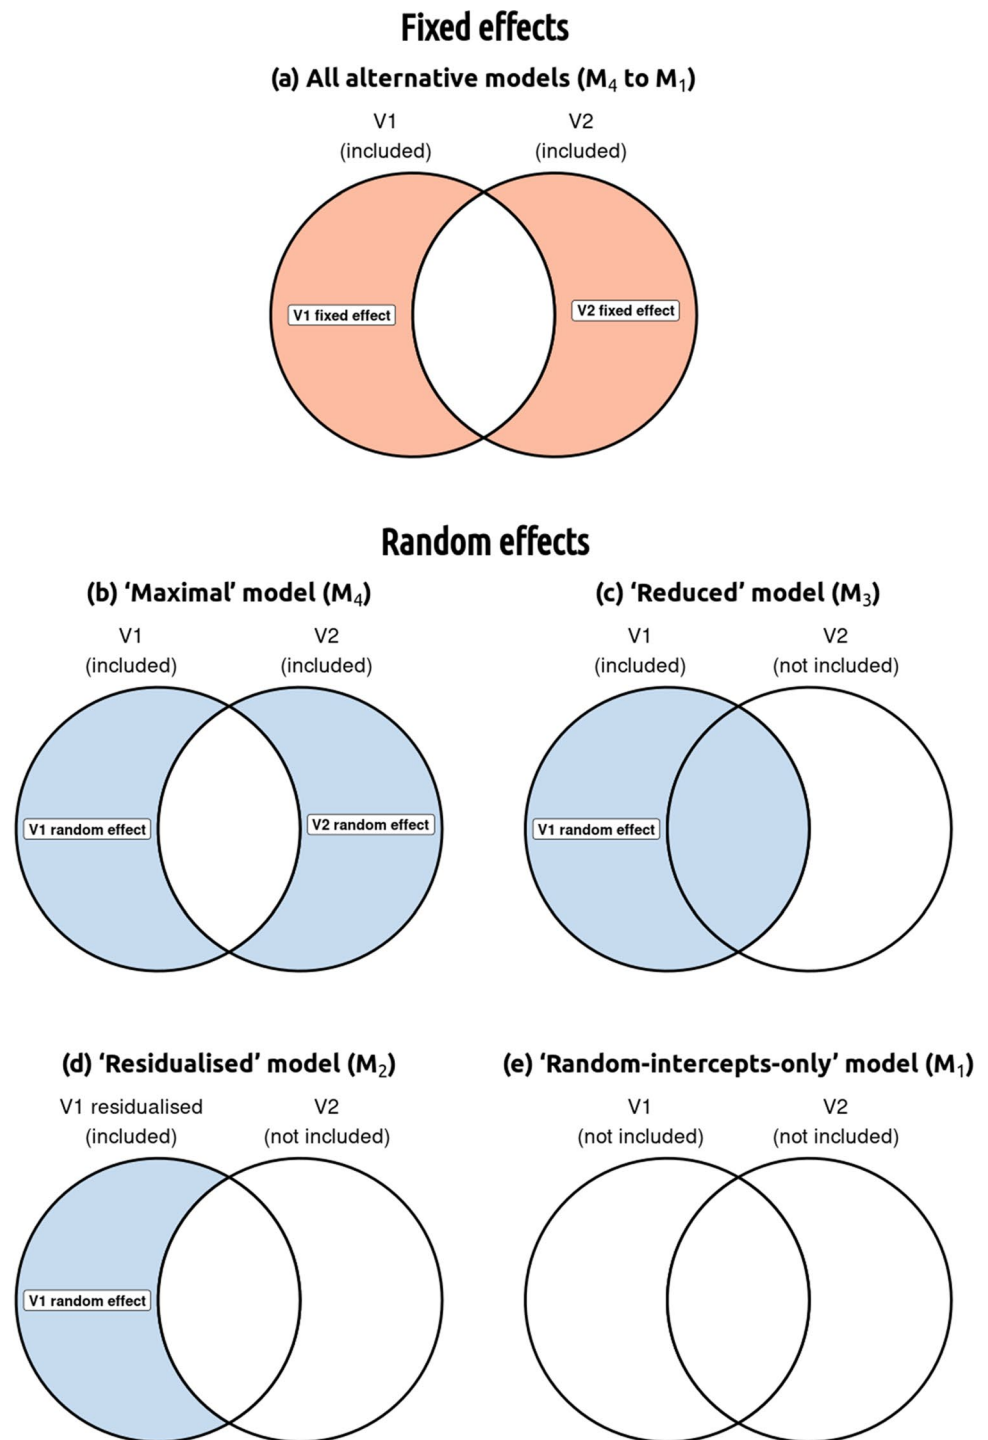 Fixed effects
(a) All alternative models (M₄ to M₁)
V1 V2
(included) (included)
V1 fixed effect V2 fixed effect
Random effects
(b) ‘Maximal’ model (M₄) (c) ‘Reduced’ model (M₃)
V1 V2 V1 V2
(included) (included) (included) (not included)
V1 random effect V2 random effect V1 random effect
(d) ‘Residualised’ model (M₂) (e) ‘Random-intercepts-only’ model (M₁)
V1 residualised V2 V1 V2
(included) (not included) (not included) (not included)
V1 random effect